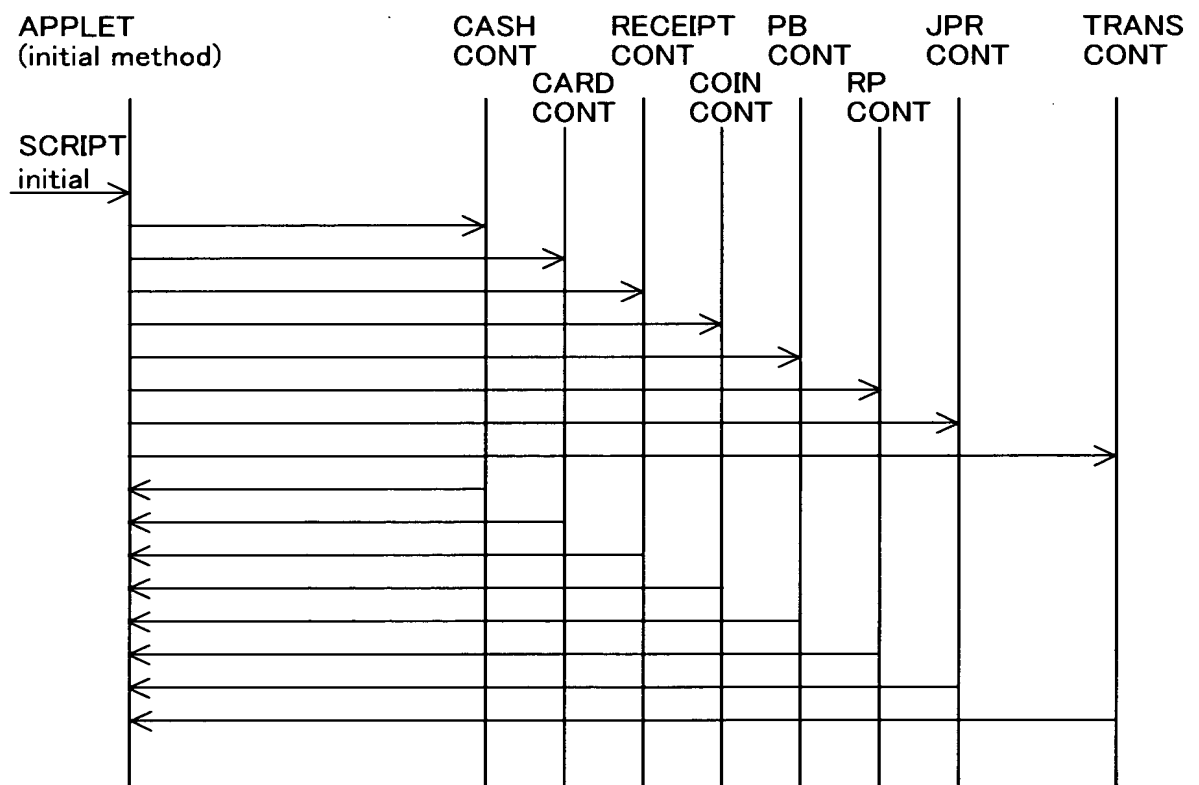 APPLET
(initial method)
CASH
CONT
RECEIPT
CONT
PB
CONT
JPR
CONT
TRANS
CONT
CARD
CONT
COIN
CONT
RP
CONT
SCRIPT
initial